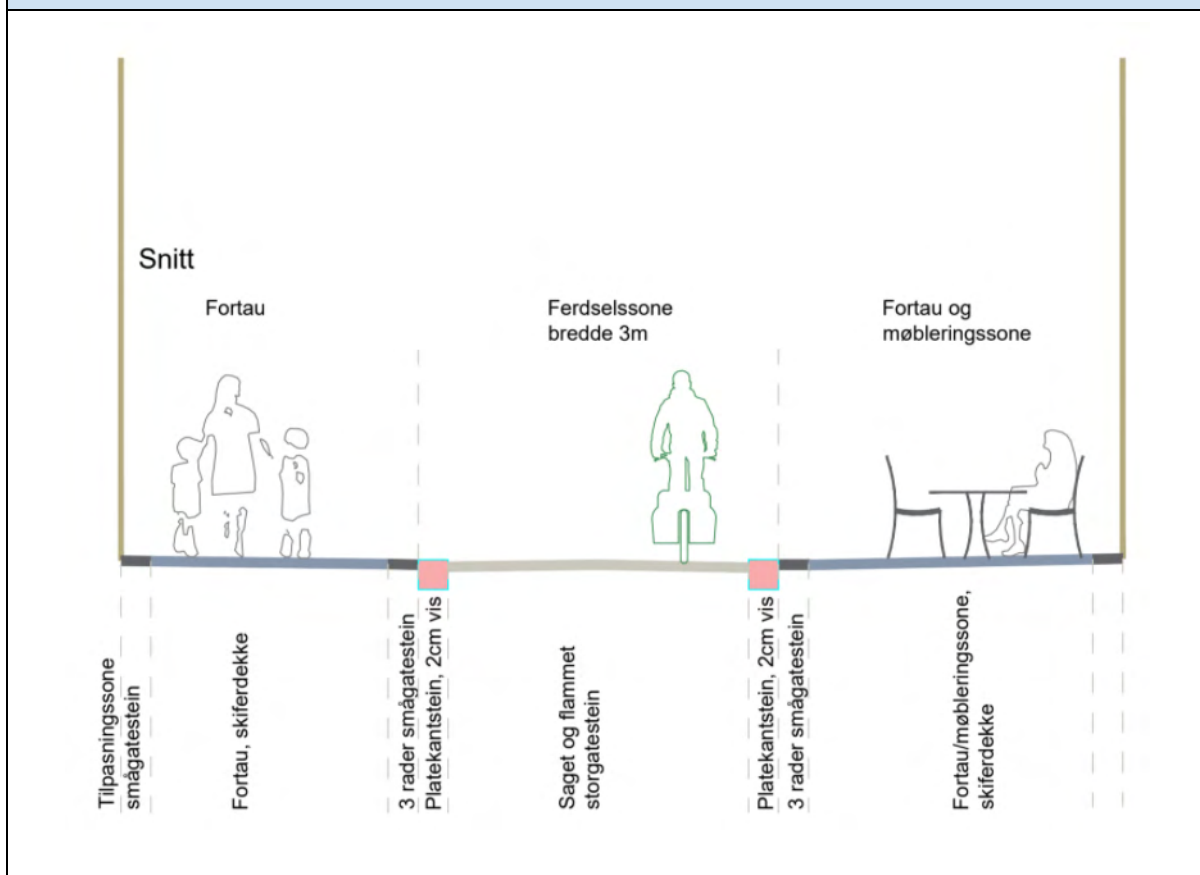 Snitt
Fortau
Ferdselssone
bredde 3m
Fortau og
møbleringssone
Tilpasningssone
smågatestein
Fortau, skiferdekke
3 rader smågatestein
Platekantstein, 2cm vis
Saget og flammet
storgatestein
Platekantstein, 2cm vis
3 rader smågatestein
Fortau/møbleringssone,
skiferdekke